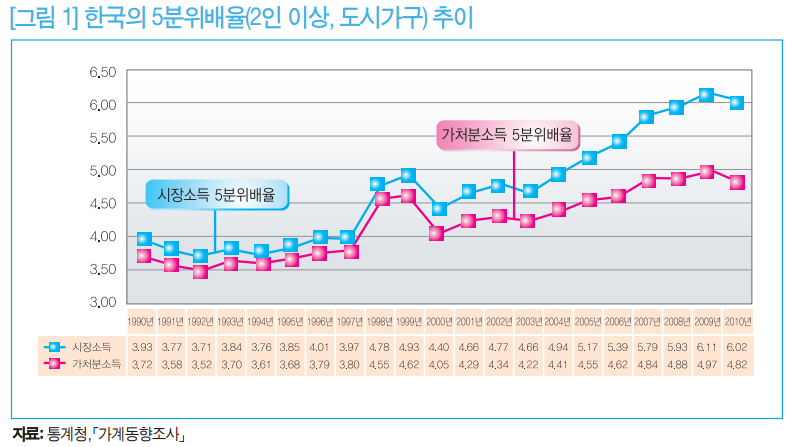 [그림 1] 한국의 5분위배율(2인 이상, 도시가구) 추이
6.50
6.00
5.50
5.00
4.50
4.00
3.50
3.00
가처분소득 5분위배율
시장소득 5분위배율
1990년 1991년 1992년 1993년 1994년 1995년 1996년 1997년 1998년 1999년 2000년 2001년 2002년 2003년 2004년 2005년 2006년 2007년 2008년 2009년 2010년
시장소득 3.93 3.77 3.71 3.84 3.76 3.85 4.01 3.97 4.78 4.93 4.40 4.66 4.77 4.66 4.94 5.17 5.39 5.79 5.93 6.11 6.02
가처분소득 3.72 3.58 3.52 3.70 3.61 3.68 3.79 3.80 4.55 4.62 4.05 4.29 4.34 4.22 4.41 4.55 4.62 4.84 4.88 4.97 4.82
자료: 통계청, 「가계동향조사」